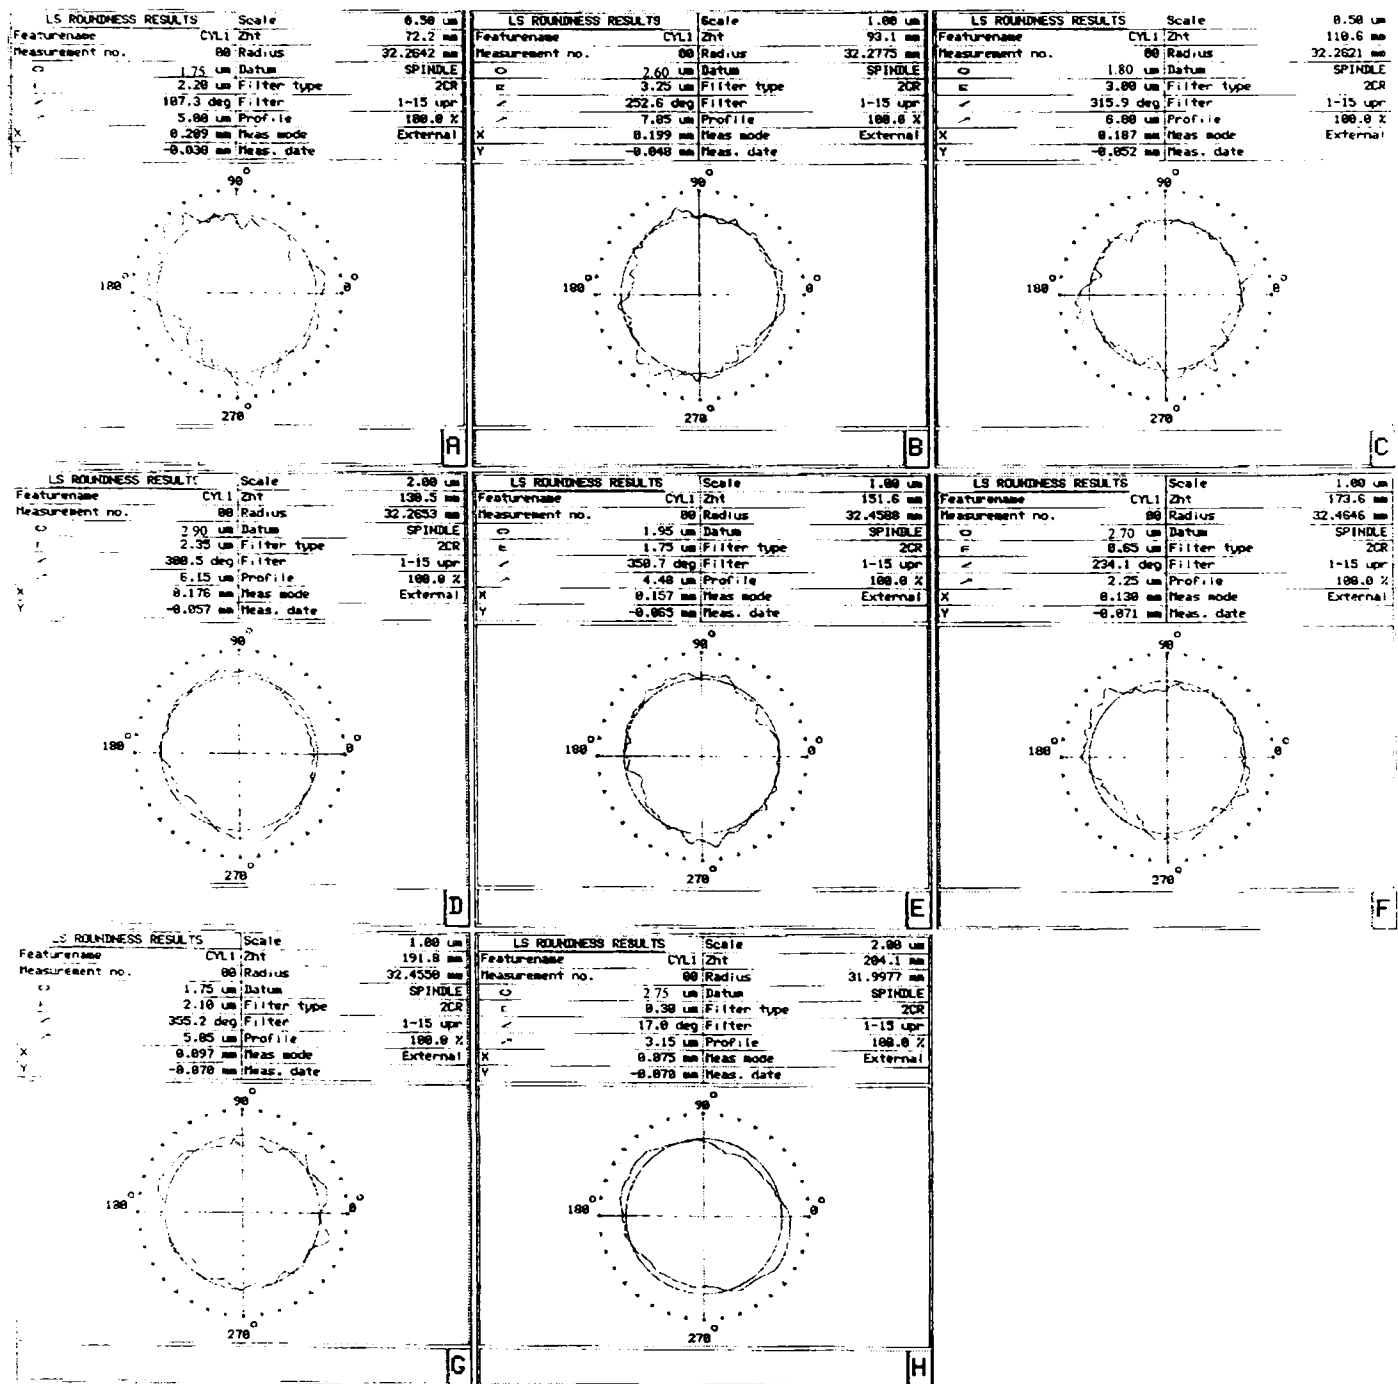 LS ROUNDNESS RESULTS Scale 0.50 um
Featurename CYL1 Zht 72.2 mm
Measurement no. 00 Radius 32.2642 mm
1.75 um Datum SPINDLE
2.20 um Filter type 2CR
107.3 deg Filter 1-15 upr
5.00 um Profile 100.0 %
X 0.209 mm Meas mode External
Y -0.030 mm Meas. date
90°
180° 0°
270°
A
LS ROUNDNESS RESULTS Scale 1.00 um
Featurename CYL1 Zht 93.1 mm
Measurement no. 00 Radius 32.2775 mm
2.60 um Datum SPINDLE
3.25 um Filter type 2CR
252.6 deg Filter 1-15 upr
7.05 um Profile 100.0 %
X 0.199 mm Meas mode External
Y -0.048 mm Meas. date
90°
180° 0°
270°
B
LS ROUNDNESS RESULTS Scale 0.50 um
Featurename CYL1 Zht 110.6 mm
Measurement no. 00 Radius 32.2621 mm
1.80 um Datum SPINDLE
3.00 um Filter type 2CR
315.9 deg Filter 1-15 upr
6.00 um Profile 100.0 %
X 0.187 mm Meas mode External
Y -0.052 mm Meas. date
90°
180° 0°
270°
C
LS ROUNDNESS RESULTS Scale 2.00 um
Featurename CYL1 Zht 130.5 mm
Measurement no. 00 Radius 32.2653 mm
2.90 um Datum SPINDLE
2.35 um Filter type 2CR
300.5 deg Filter 1-15 upr
6.15 um Profile 100.0 %
X 0.176 mm Meas mode External
Y -0.057 mm Meas. date
90°
180° 0°
270°
D
LS ROUNDNESS RESULTS Scale 1.00 um
Featurename CYL1 Zht 151.6 mm
Measurement no. 00 Radius 32.4588 mm
1.95 um Datum SPINDLE
1.75 um Filter type 2CR
350.7 deg Filter 1-15 upr
4.40 um Profile 100.0 %
X 0.157 mm Meas mode External
Y -0.065 mm Meas. date
90°
180° 0°
270°
E
LS ROUNDNESS RESULTS Scale 1.00 um
Featurename CYL1 Zht 173.6 mm
Measurement no. 00 Radius 32.4646 mm
2.70 um Datum SPINDLE
0.65 um Filter type 2CR
234.1 deg Filter 1-15 upr
2.25 um Profile 100.0 %
X 0.130 mm Meas mode External
Y -0.071 mm Meas. date
90°
180° 0°
270°
F
LS ROUNDNESS RESULTS Scale 1.00 um
Featurename CYL1 Zht 191.8 mm
Measurement no. 00 Radius 32.4550 mm
1.75 um Datum SPINDLE
2.10 um Filter type 2CR
355.2 deg Filter 1-15 upr
5.05 um Profile 100.0 %
X 0.097 mm Meas mode External
Y -0.070 mm Meas. date
90°
180° 0°
270°
G
LS ROUNDNESS RESULTS Scale 2.00 um
Featurename CYL1 Zht 204.1 mm
Measurement no. 00 Radius 31.9977 mm
2.75 um Datum SPINDLE
0.30 um Filter type 2CR
17.0 deg Filter 1-15 upr
3.15 um Profile 100.0 %
X 0.075 mm Meas mode External
Y -0.070 mm Meas. date
90°
180° 0°
270°
H